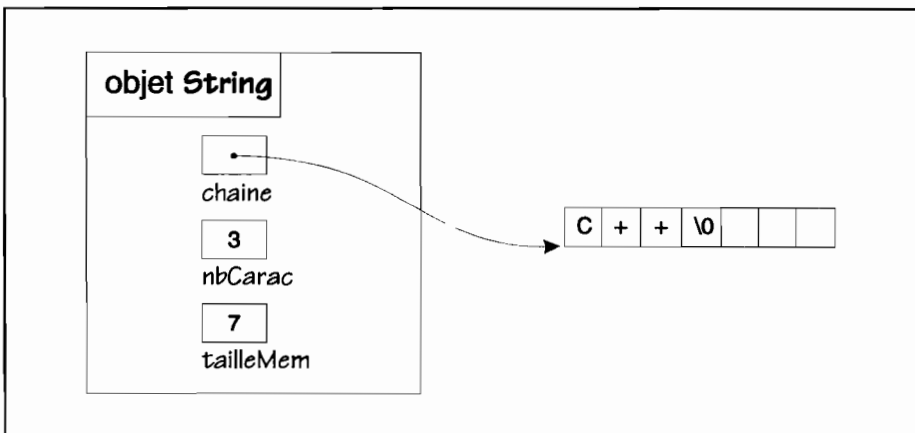 objet String
chaine
3
nbCarac
7
tailleMem
C + + \0